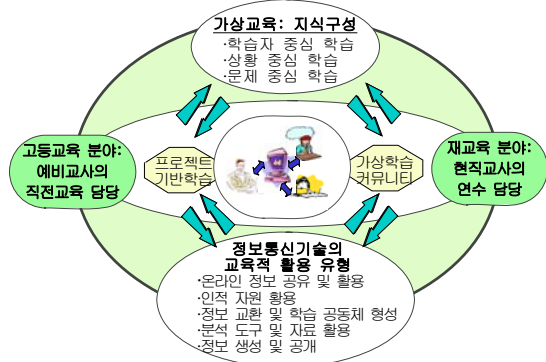 가상교육: 지식구성
·학습자 중심 학습
·상황 중심 학습
·문제 중심 학습
고등교육 분야:
예비교사의
직전교육 담당
프로젝트
기반학습
가상학습
커뮤니티
재교육 분야:
현직교사의
연수 담당
정보통신기술의
교육적 활용 유형
·온라인 정보 공유 및 활용
·인적 자원 황용
·정보 교환 및 학습 공동체 형성
·분석 도구 및 자료 활용
·정보 생성 및 공개